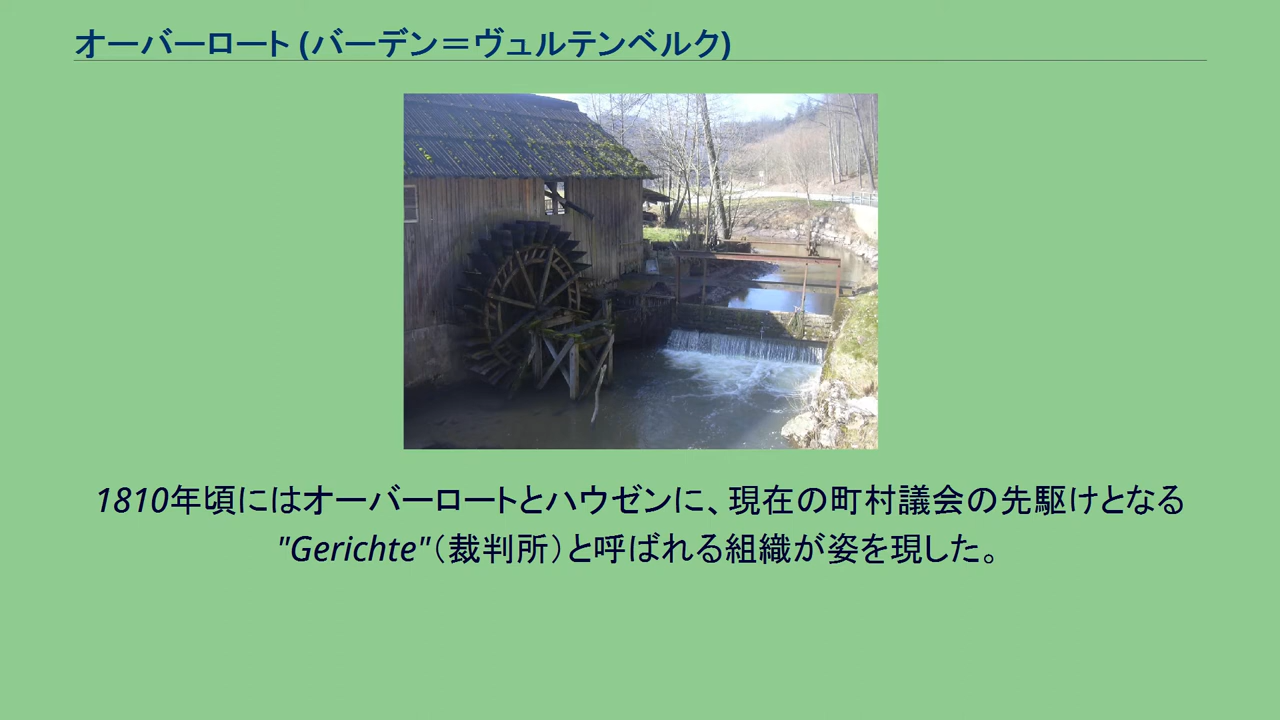 オーバーロート (バーデン＝ヴュルテンベルク)
1810年頃にはオーバーロートとハウゼンに、現在の町村議会の先駆けとなる
"Gerichte"（裁判所）と呼ばれる組織が姿を現した。